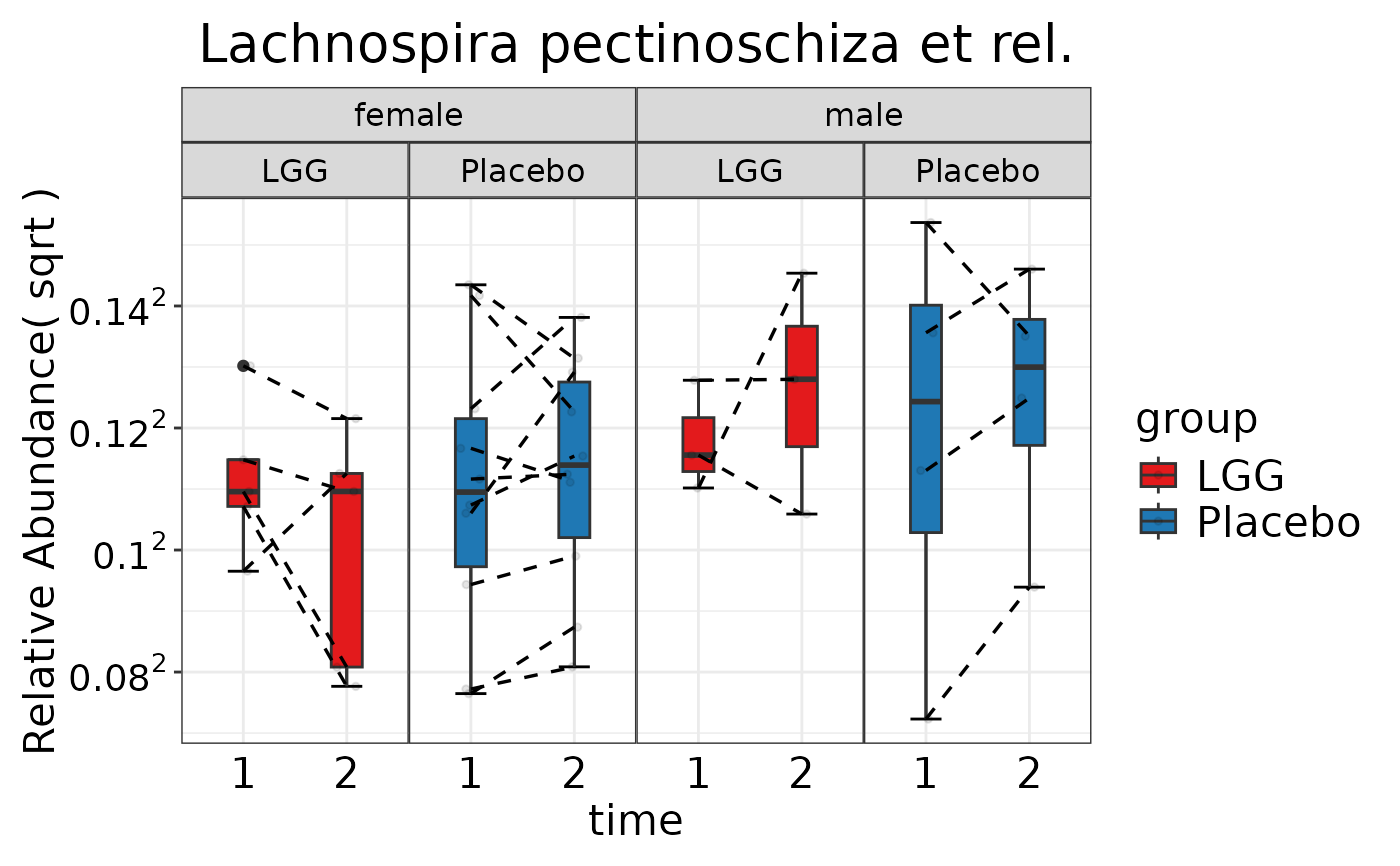 Lachnospira pectinoschiza et rel.
female male
LGG Placebo LGG Placebo
Relative Abundance( sqrt )
0.14²
0.12²
0.1²
0.08²
1 2 1 2 1 2 1 2
time
group
LGG
Placebo